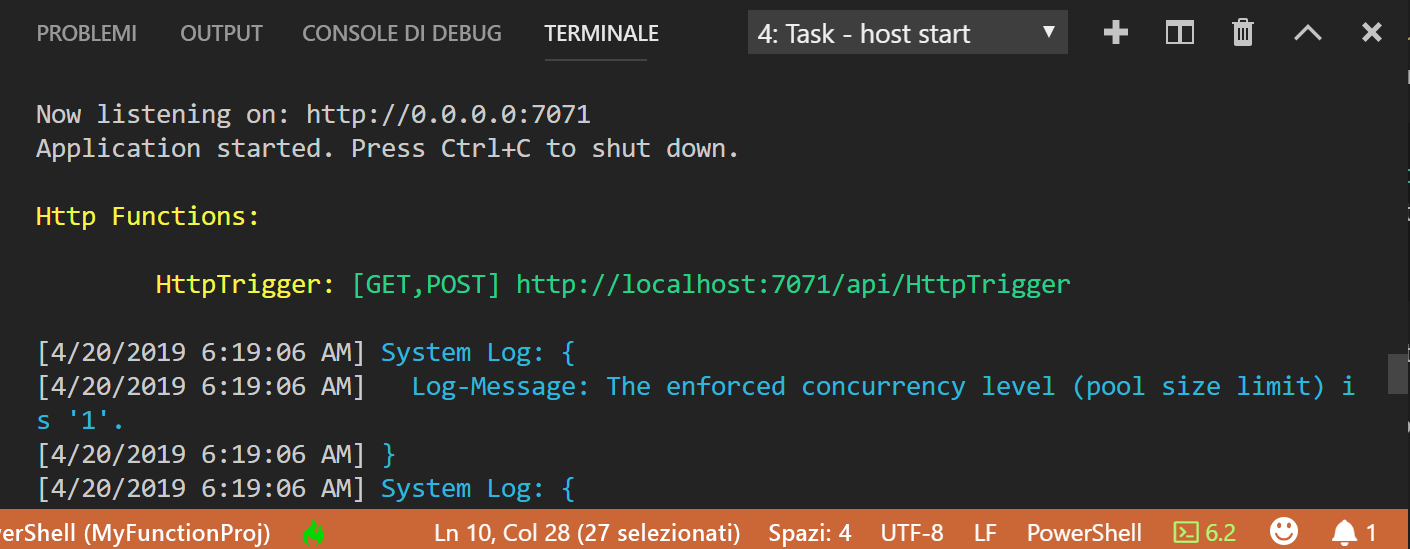 PROBLEMI OUTPUT CONSOLE DI DEBUG TERMINALE 4: Task - host start
Now listening on: http://0.0.0.0:7071
Application started. Press Ctrl+C to shut down.
Http Functions:
HttpTrigger: [GET,POST] http://localhost:7071/api/HttpTrigger
[4/20/2019 6:19:06 AM] System Log: {
[4/20/2019 6:19:06 AM]   Log-Message: The enforced concurrency level (pool size limit) i
s '1'.
[4/20/2019 6:19:06 AM] }
[4/20/2019 6:19:06 AM] System Log: {
werShell (MyFunctionProj) Ln 10, Col 28 (27 selezionati) Spazi: 4 UTF-8 LF PowerShell 6.2 1